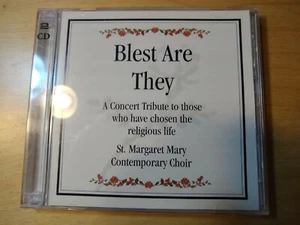 2
CD
Blest Are
They
A Concert Tribute to those
who have chosen the
religious life
St. Margaret Mary
Contemporary Choir